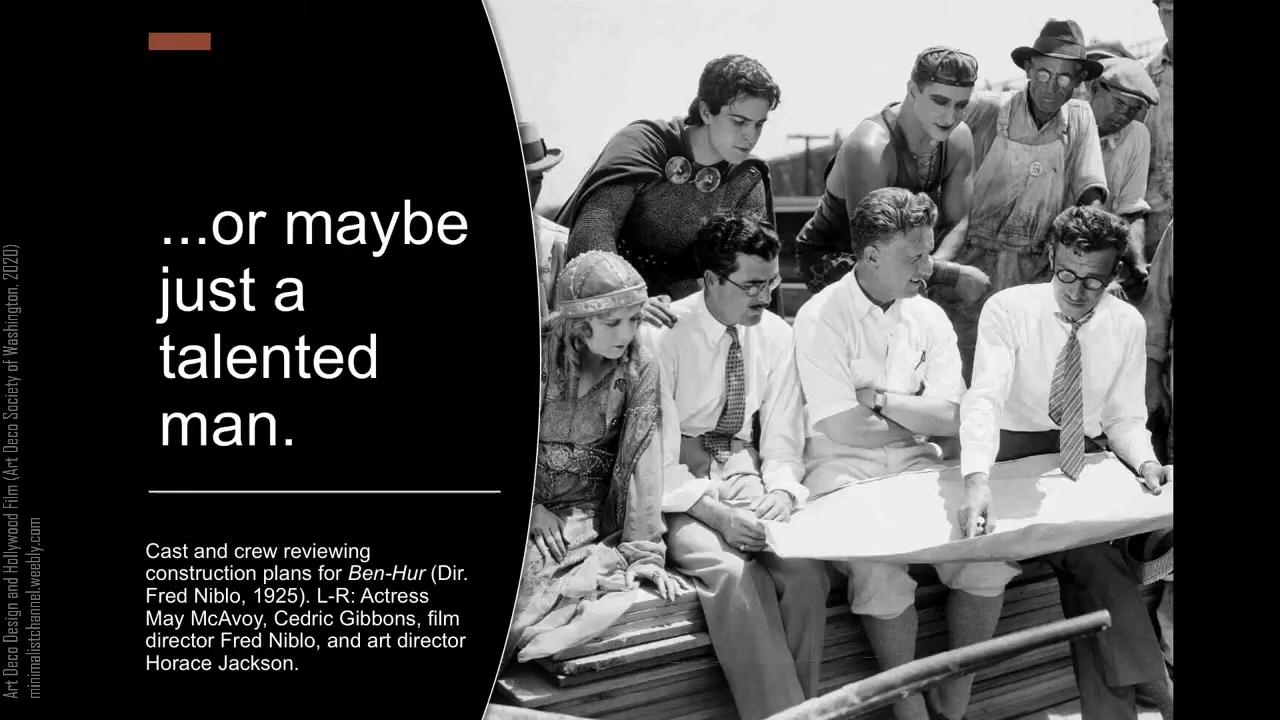 ...or maybe
just a
talented
man.
Cast and crew reviewing
construction plans for Ben-Hur (Dir.
Fred Niblo, 1925). L-R: Actress
May McAvoy, Cedric Gibbons, film
director Fred Niblo, and art director
Horace Jackson.
Art Deco Design and Hollywood Film (Art Deco Society of Washington, 2020)
minimalistchannel.weebly.com